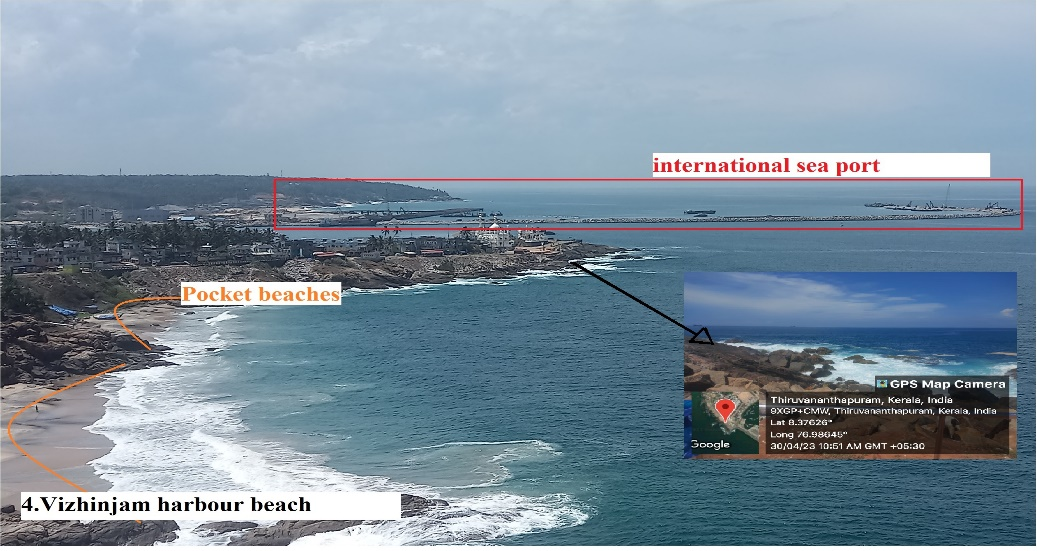 international sea port
Pocket beaches
GPS Map Camera
Thiruvananthapuram, Kerala, India
9XGP+CMW, Thiruvananthapuram, Kerala, India
Lat 8.37626°
Long 76.98645°
30/04/23 10:51 AM GMT +05:30
Google
4.Vizhinjam harbour beach